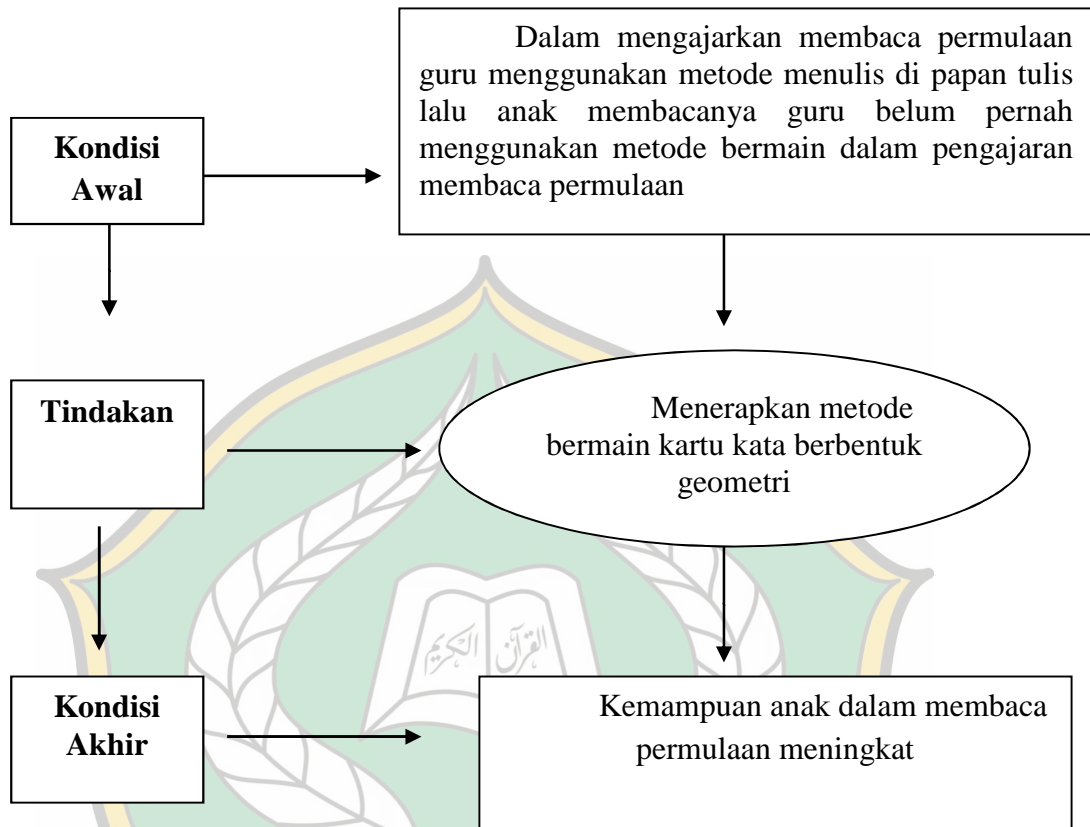 Dalam mengajarkan membaca permulaan
guru menggunakan metode menulis di papan tulis
lalu anak membacanya guru belum pernah
menggunakan metode bermain dalam pengajaran
membaca permulaan
Kondisi
Awal
Tindakan
Menerapkan metode
bermain kartu kata berbentuk
geometri
القرآن
الكريم
Kondisi
Akhir
Kemampuan anak dalam membaca
permulaan meningkat